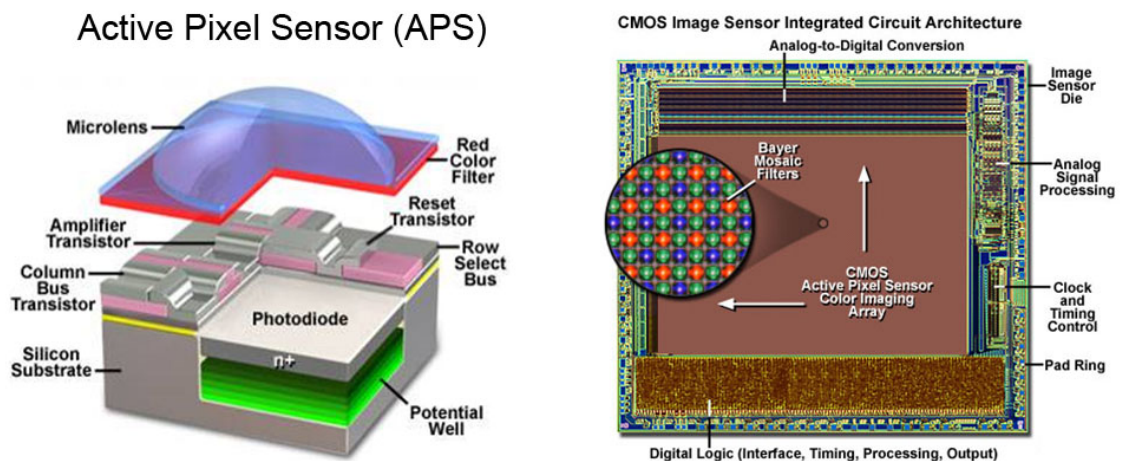 Active Pixel Sensor (APS)
Microlens
Red
Color
Filter
Amplifier
Transistor
Reset
Transistor
Column
Bus
Transistor
Row
Select
Bus
Photodiode
n+
Silicon
Substrate
Potential
Well
CMOS Image Sensor Integrated Circuit Architecture
Analog-to-Digital Conversion
Image
Sensor
Die
Bayer
Mosaic
Filters
Analog
Signal
Processing
CMOS
Active Pixel Sensor
Color Imaging
Array
Clock
and
Timing
Control
Pad Ring
Digital Logic (Interface, Timing, Processing, Output)